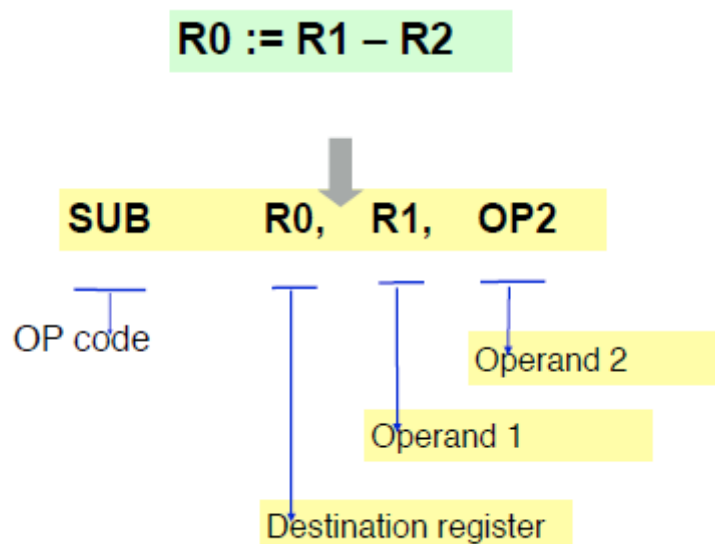 R0 := R1 – R2
SUB R0, R1, OP2
OP code
Operand 2
Operand 1
Destination register